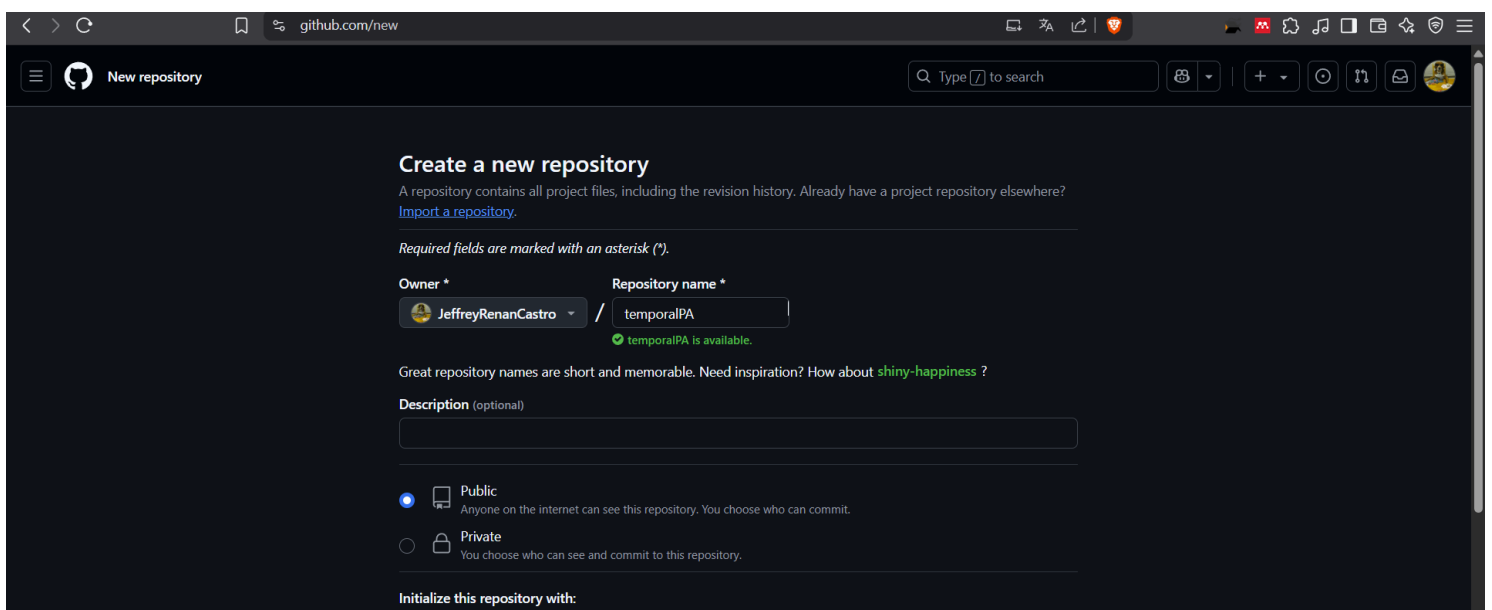 github.com/new
New repository
Type / to search
Create a new repository
A repository contains all project files, including the revision history. Already have a project repository elsewhere?
Import a repository.
Required fields are marked with an asterisk (*).
Owner * Repository name *
JeffreyRenanCastro / temporalPA
temporalPA is available.
Great repository names are short and memorable. Need inspiration? How about shiny-happiness ?
Description (optional)
Public
Anyone on the internet can see this repository. You choose who can commit.
Private
You choose who can see and commit to this repository.
Initialize this repository with: